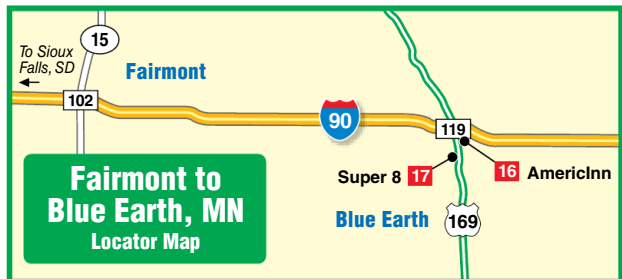 15
To Sioux
Falls, SD
Fairmont
102
90
119
Super 8 17
16 AmericInn
Fairmont to
Blue Earth, MN
Locator Map
Blue Earth
169